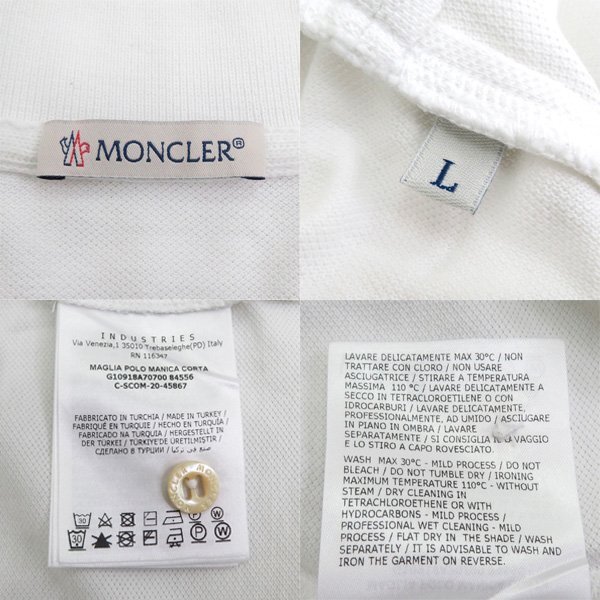 MONCLER®
L
INDUSTRIES
Via Venezia,1 35010 Trebaseleghe(PD) Italy
RN 116347
MAGLIA POLO MANICA CORTA
G10918A70700 84556
C-SCOM-20-45867
FABBRICATO IN TURCHIA / MADE IN TURKEY /
FABRIQUÉ EN TURQUIE / HECHO EN TURQUÍA /
FABRICADO NA TURQUIA / HERGESTELLT IN
DER TÜRKEI / TÜRKİYE'DE ÜRETİLMİŞTİR /
СДЕЛАНО В ТУРЦИИ / صنع في تركيا
MONCLER
30 P W
30 P W
LAVARE DELICATAMENTE MAX 30°C / NON
TRATTARE CON CLORO / NON USARE
ASCIUGATRICE / STIRARE A TEMPERATURA
MASSIMA 110 °C / LAVARE DELICATAMENTE A
SECCO IN TETRACLOROETILENE O CON
IDROCARBURI / LAVARE DELICATAMENTE,
PROFESSIONALMENTE, AD UMIDO / ASCIUGARE
IN PIANO IN OMBRA / LAVARE
SEPARATAMENTE / SI CONSIGLIA LAVAGGIO
E LO STIRO A CAPO ROVESCIATO.
WASH MAX 30°C - MILD PROCESS / DO NOT
BLEACH / DO NOT TUMBLE DRY / IRONING
MAXIMUM TEMPERATURE 110°C - WITHOUT
STEAM / DRY CLEANING IN
TETRACHLOROETHENE OR WITH
HYDROCARBONS - MILD PROCESS /
PROFESSIONAL WET CLEANING - MILD
PROCESS / FLAT DRY IN THE SHADE / WASH
SEPARATELY / IT IS ADVISABLE TO WASH AND
IRON THE GARMENT ON REVERSE.